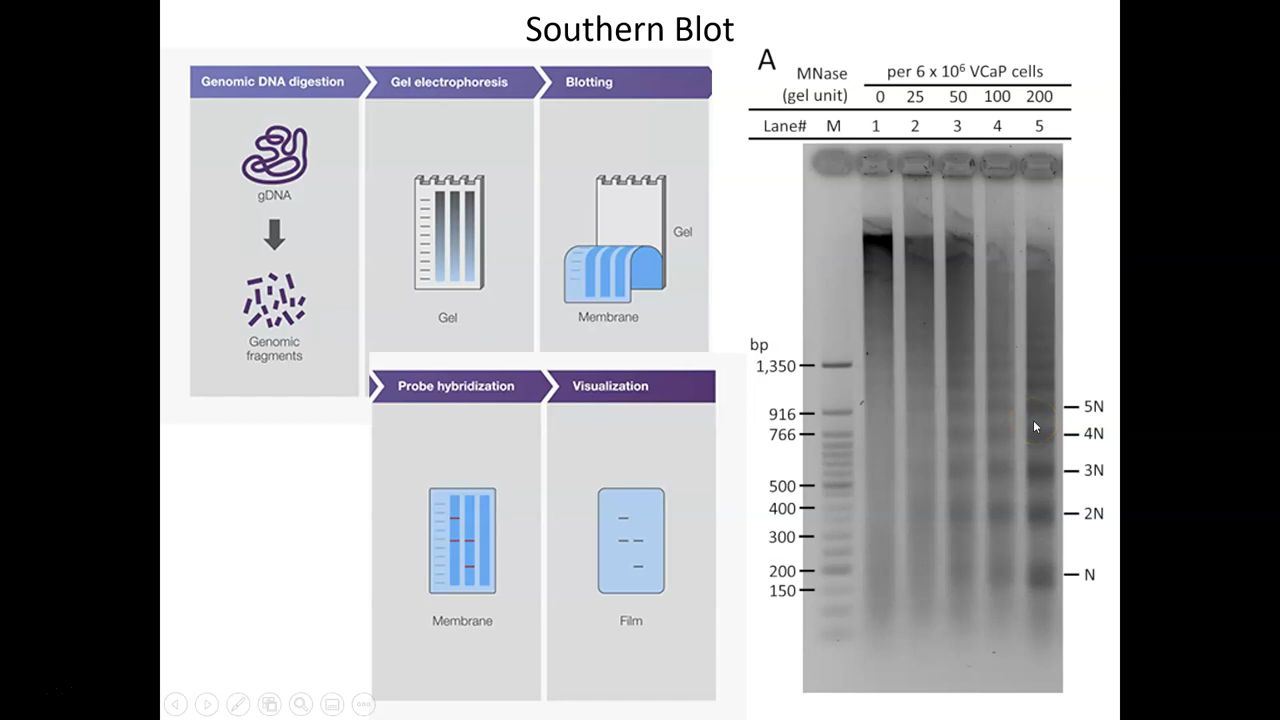 Southern Blot
Genomic DNA digestion
Gel electrophoresis
Blotting
gDNA
Genomic
fragments
Gel
Gel
Membrane
Probe hybridization
Visualization
Membrane
Film
A
MNase
(gel unit)
per 6 x 10⁶ VCaP cells
0 25 50 100 200
Lane# M 1 2 3 4 5
bp
1,350
916
766
500
400
300
200
150
5N
4N
3N
2N
N